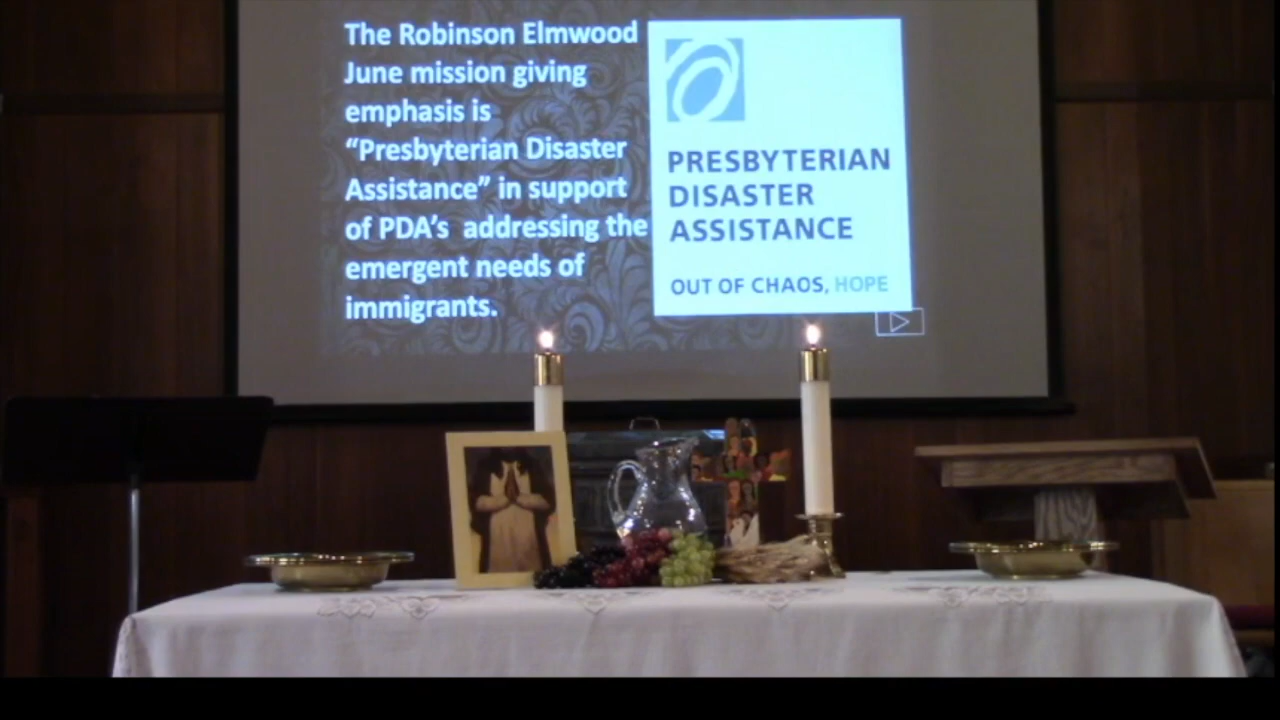 The Robinson Elmwood
June mission giving
emphasis is
“Presbyterian Disaster
Assistance” in support
of PDA’s  addressing the
emergent needs of
immigrants.
PRESBYTERIAN
DISASTER
ASSISTANCE
OUT OF CHAOS, HOPE